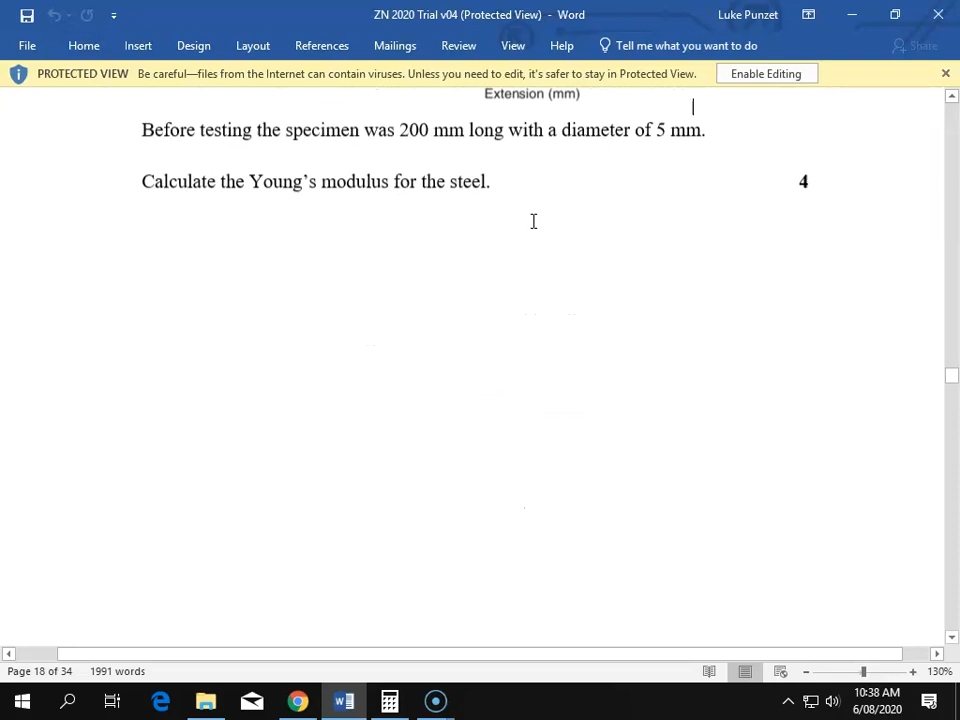 ZN 2020 Trial v04 (Protected View) - Word
Luke Punzet
File Home Insert Design Layout References Mailings Review View Help Tell me what you want to do Share
PROTECTED VIEW Be careful—files from the Internet can contain viruses. Unless you need to edit, it's safer to stay in Protected View. Enable Editing
Extension (mm)
Before testing the specimen was 200 mm long with a diameter of 5 mm.
Calculate the Young's modulus for the steel. 4
Page 18 of 34 1991 words 130%
10:38 AM
6/08/2020